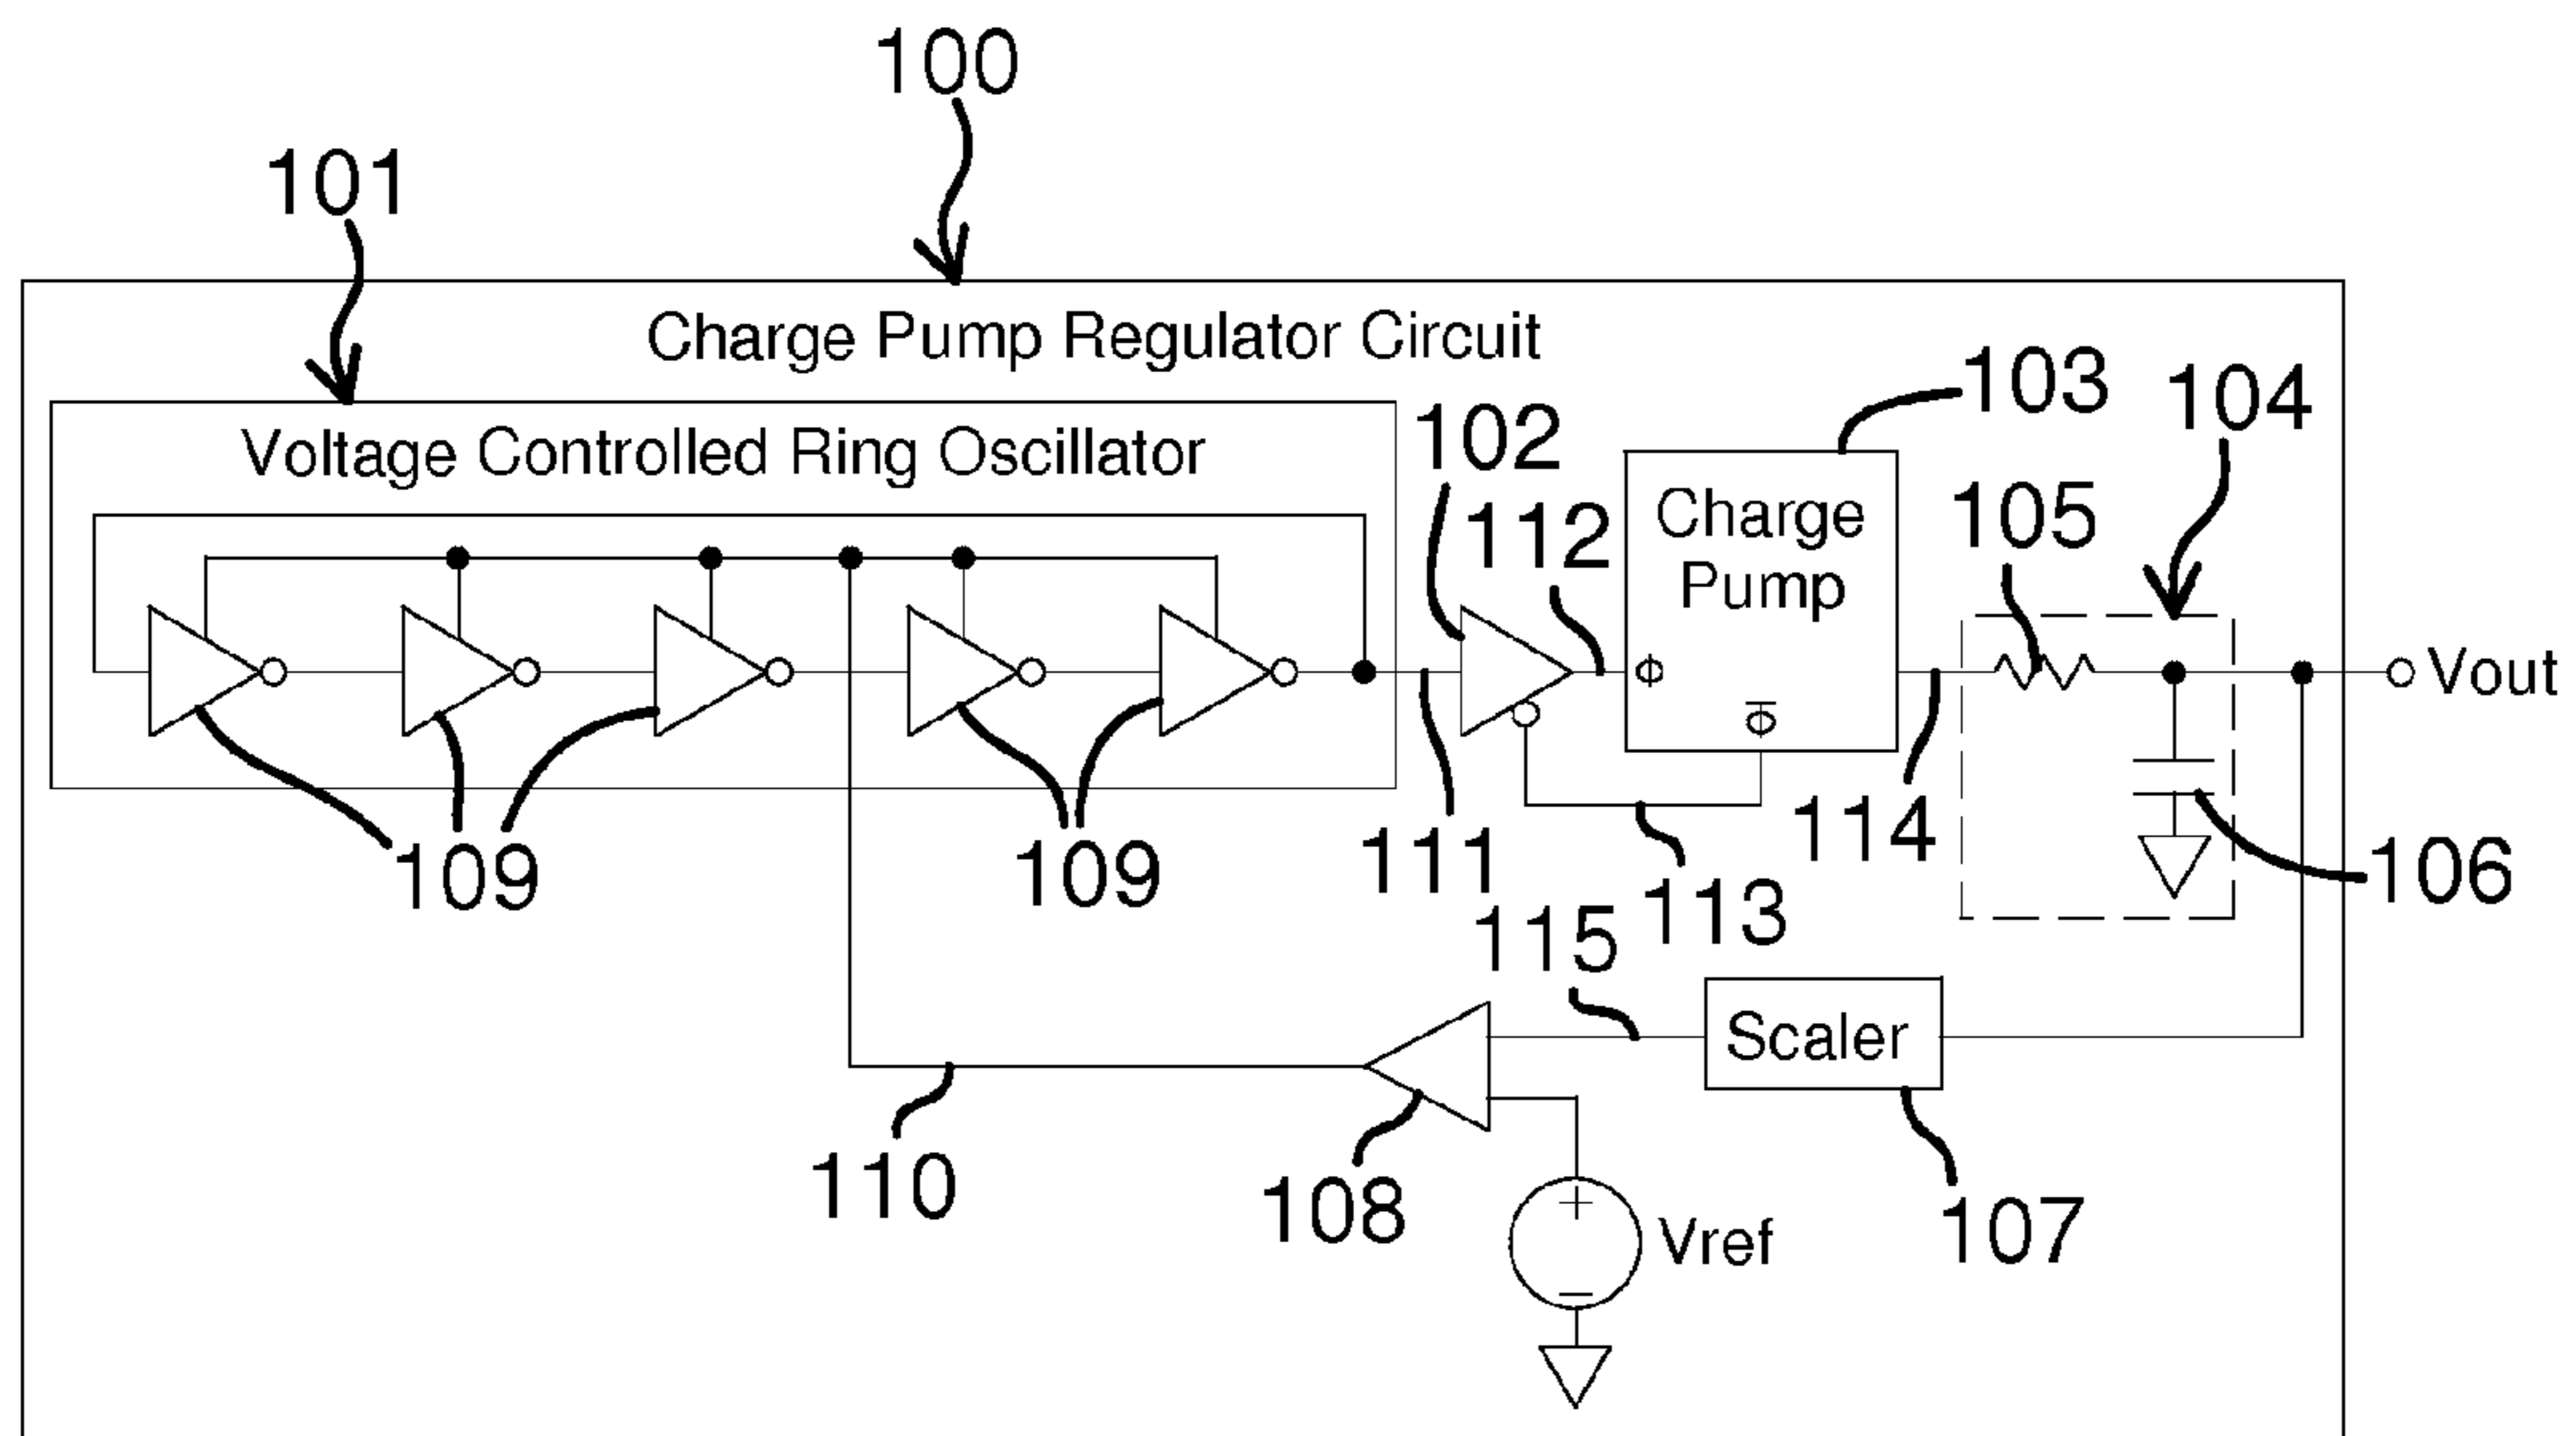 100
101
Charge Pump Regulator Circuit
103
104
102
Voltage Controlled Ring Oscillator
105
112
Charge
Pump
Φ
Vout
Φ̅
109
109
111
114
106
113
115
Scaler
110
108
107
+
Vref
−